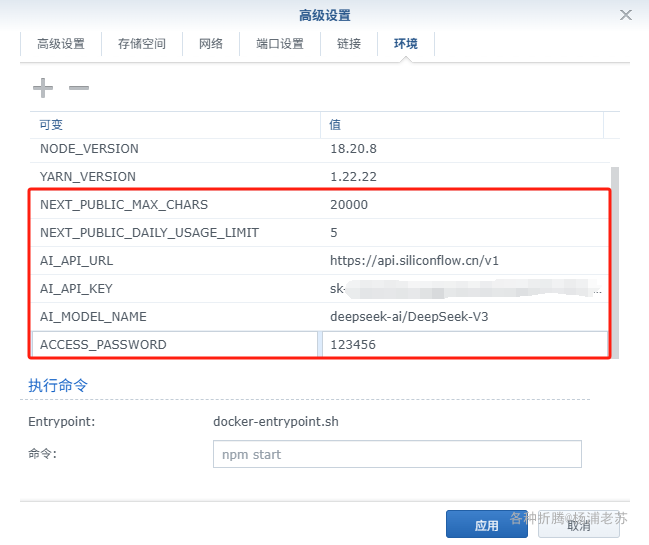 高级设置
高级设置 存储空间 网络 端口设置 链接 环境
可变 值
NODE_VERSION 18.20.8
YARN_VERSION 1.22.22
NEXT_PUBLIC_MAX_CHARS 20000
NEXT_PUBLIC_DAILY_USAGE_LIMIT 5
AI_API_URL https://api.siliconflow.cn/v1
AI_API_KEY sk-...
AI_MODEL_NAME deepseek-ai/DeepSeek-V3
ACCESS_PASSWORD 123456
执行命令
Entrypoint: docker-entrypoint.sh
命令: npm start
应用 取消
各种折腾@杨浦老苏